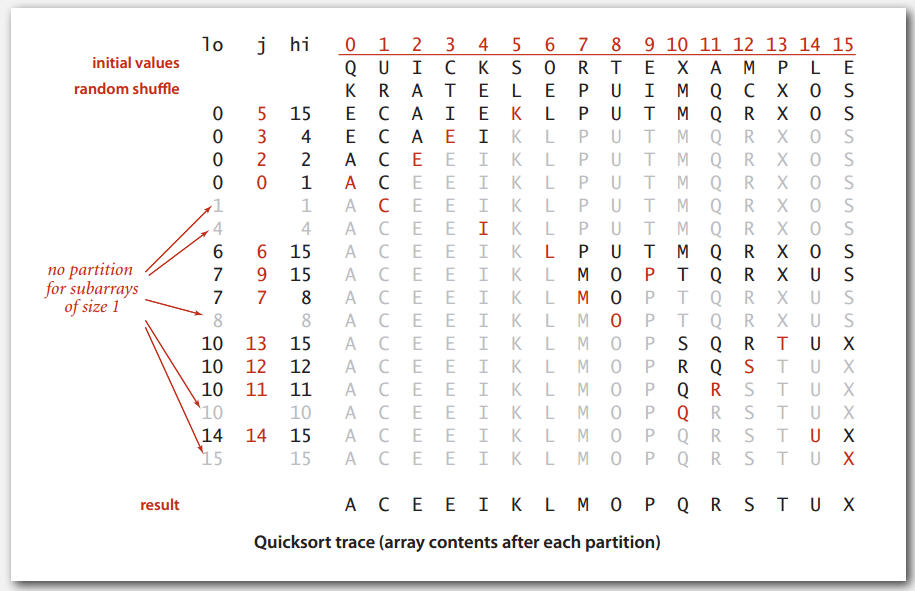 lo j hi 0 1 2 3 4 5 6 7 8 9 10 11 12 13 14 15
initial values Q U I C K S O R T E X A M P L E
random shuffle K R A T E L E P U I M Q C X O S
0 5 15 E C A I E K L P U T M Q R X O S
0 3 4 E C A E I K L P U T M Q R X O S
0 2 2 A C E E I K L P U T M Q R X O S
0 0 1 A C E E I K L P U T M Q R X O S
1 1 A C E E I K L P U T M Q R X O S
4 4 A C E E I K L P U T M Q R X O S
6 6 15 A C E E I K L P U T M Q R X O S
7 9 15 A C E E I K L M O P T Q R X U S
7 7 8 A C E E I K L M O P T Q R X U S
8 8 A C E E I K L M O P T Q R X U S
10 13 15 A C E E I K L M O P S Q R T U X
10 12 12 A C E E I K L M O P R Q S T U X
10 11 11 A C E E I K L M O P Q R S T U X
10 10 A C E E I K L M O P Q R S T U X
14 14 15 A C E E I K L M O P Q R S T U X
15 15 A C E E I K L M O P Q R S T U X
no partition
for subarrays
of size 1
result A C E E I K L M O P Q R S T U X
Quicksort trace (array contents after each partition)